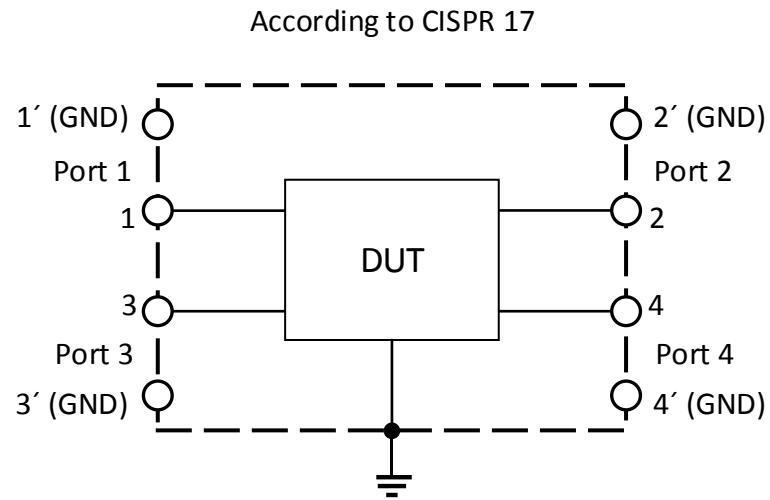 According to CISPR 17
1´ (GND)
2´ (GND)
Port 1
Port 2
1
2
DUT
3
4
Port 3
Port 4
3´ (GND)
4´ (GND)